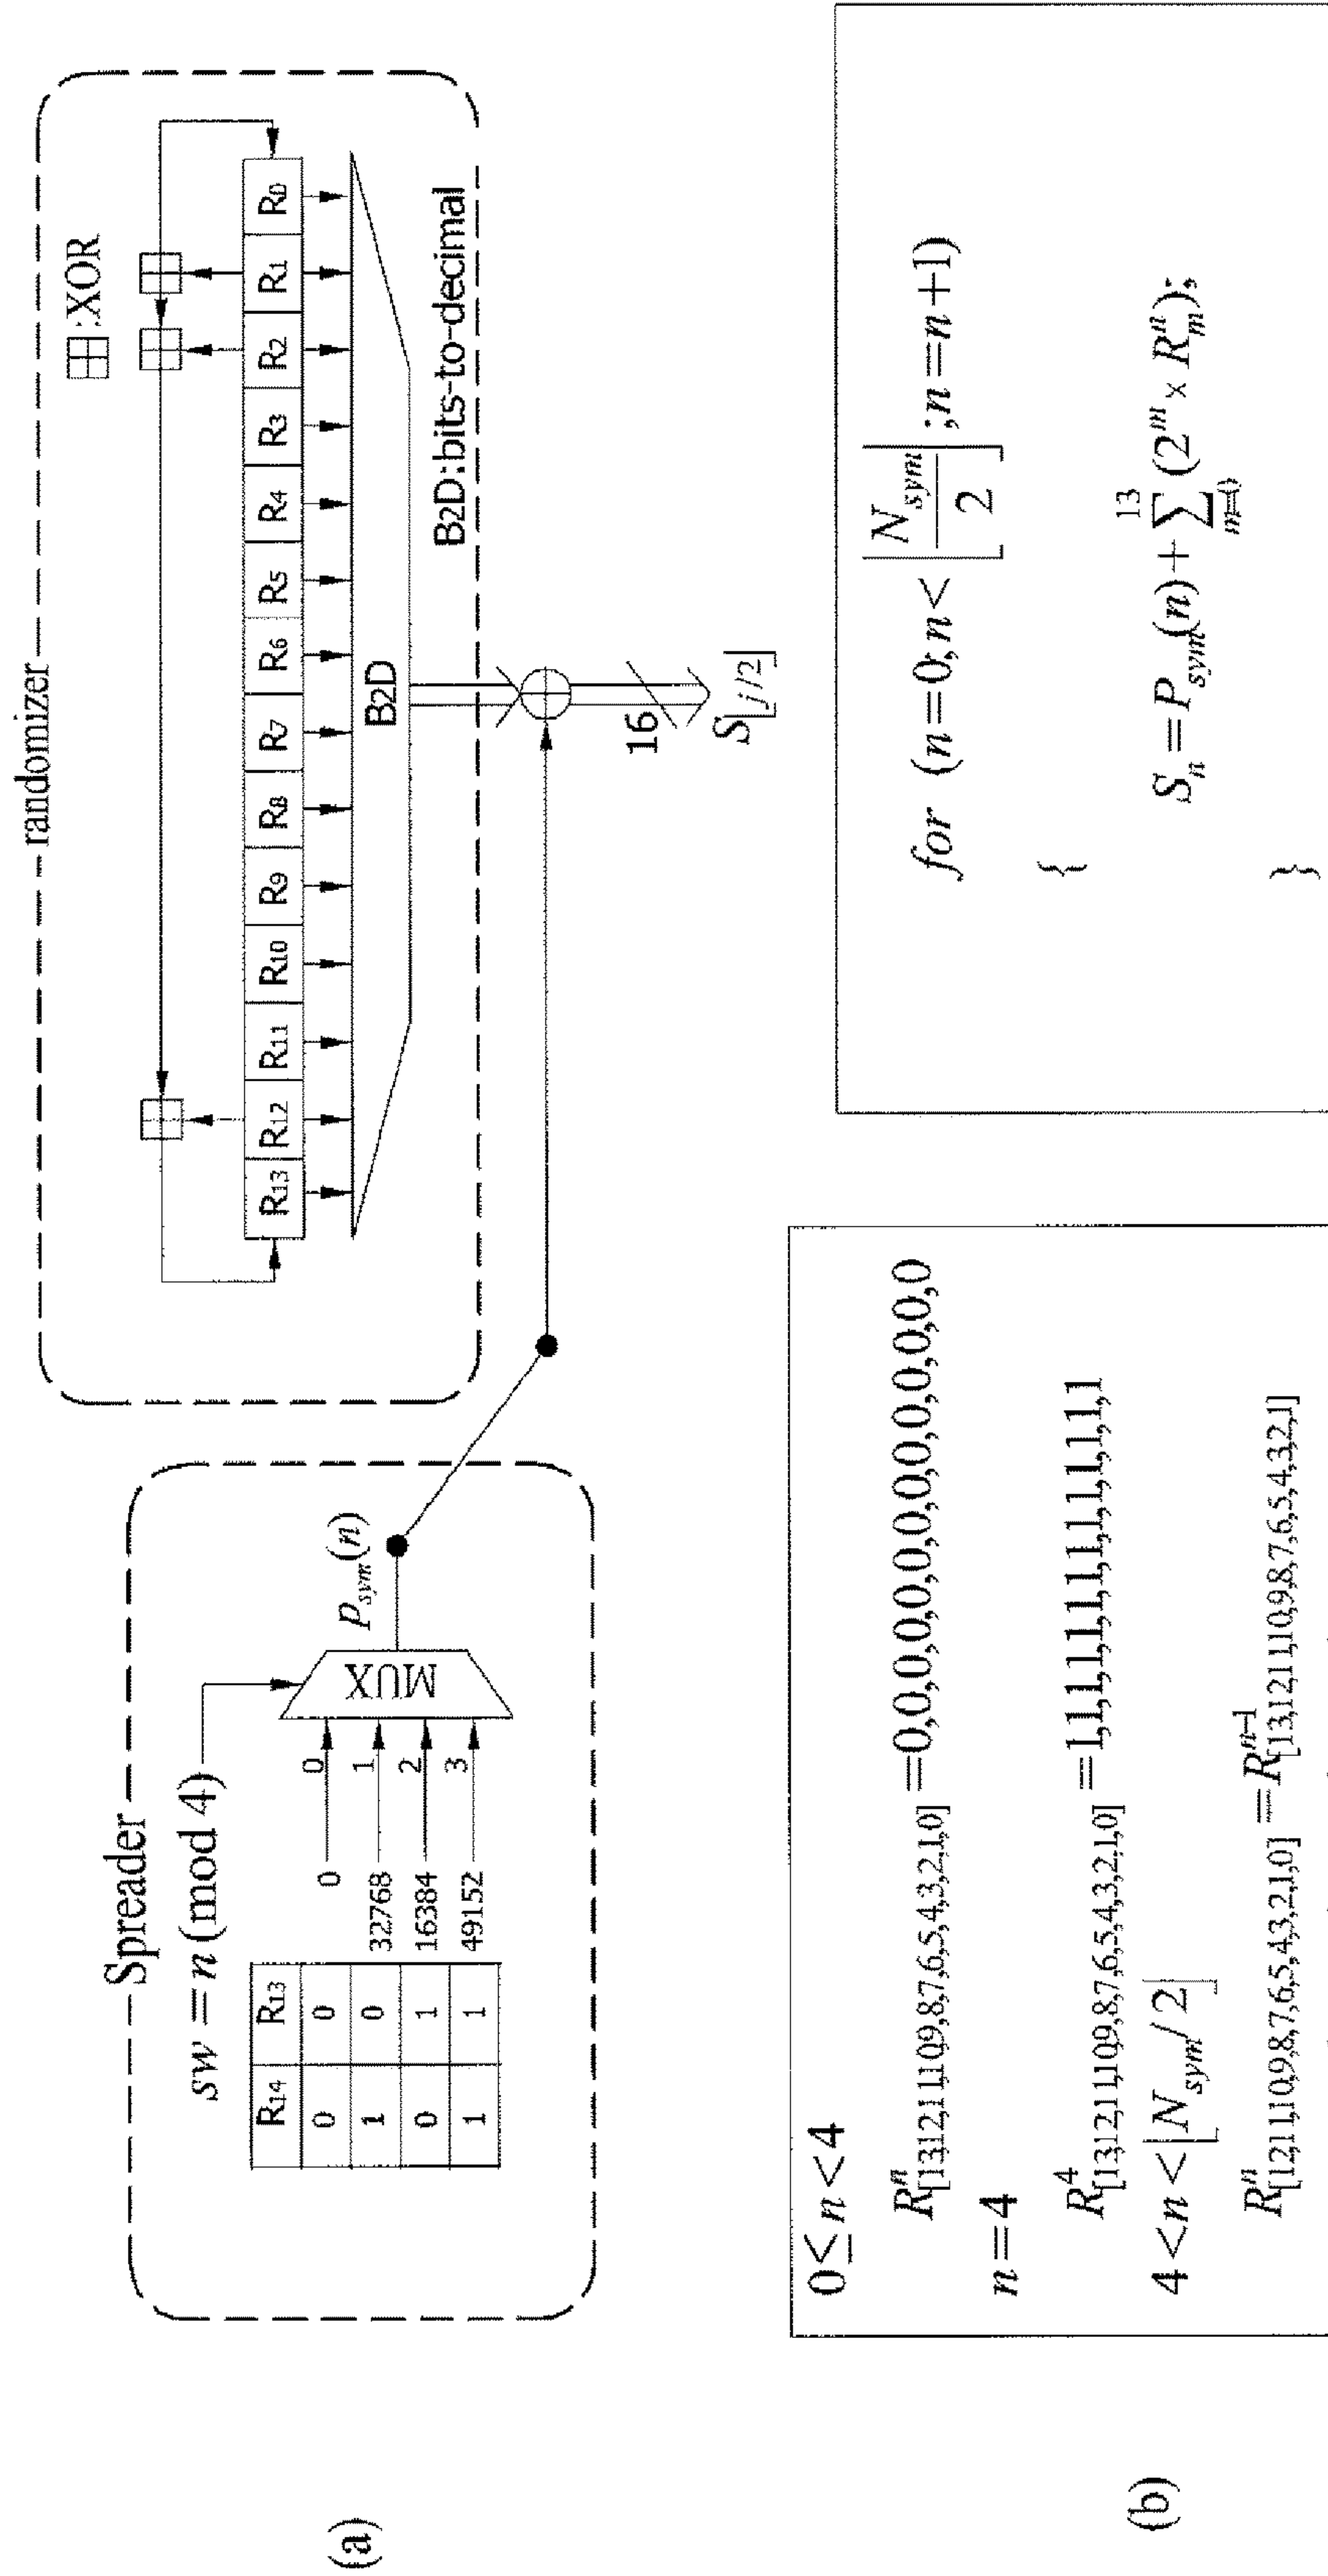 (a)
Spreader
sw = n (mod 4)
R14 R13
0 0
1 0
0 1
1 1
0 0
32768 1
16384 2
49152 3
MUX
P_sym(n)
randomizer
⊞:XOR
R13 R12 R11 R10 R9 R8 R7 R6 R5 R4 R3 R2 R1 R0
B2D
B2D:bits-to-decimal
16
S_⌊j/2⌋
(b)
0≤n<4
R^n_[13,12,11,10,9,8,7,6,5,4,3,2,1,0] =0,0,0,0,0,0,0,0,0,0,0,0,0,0
n=4
R^4_[13,12,11,10,9,8,7,6,5,4,3,2,1,0] =1,1,1,1,1,1,1,1,1,1,1,1,1,1
4<n<⌊N_sym/2⌋
R^n_[12,11,10,9,8,7,6,5,4,3,2,1,0] =R^n-1_[13,12,11,10,9,8,7,6,5,4,3,2,1]
for (n=0;n<⌊N_sym/2⌋;n=n+1)
{
S_n =P_sym(n)+∑_m=0^13 (2^m × R^n_m);
}